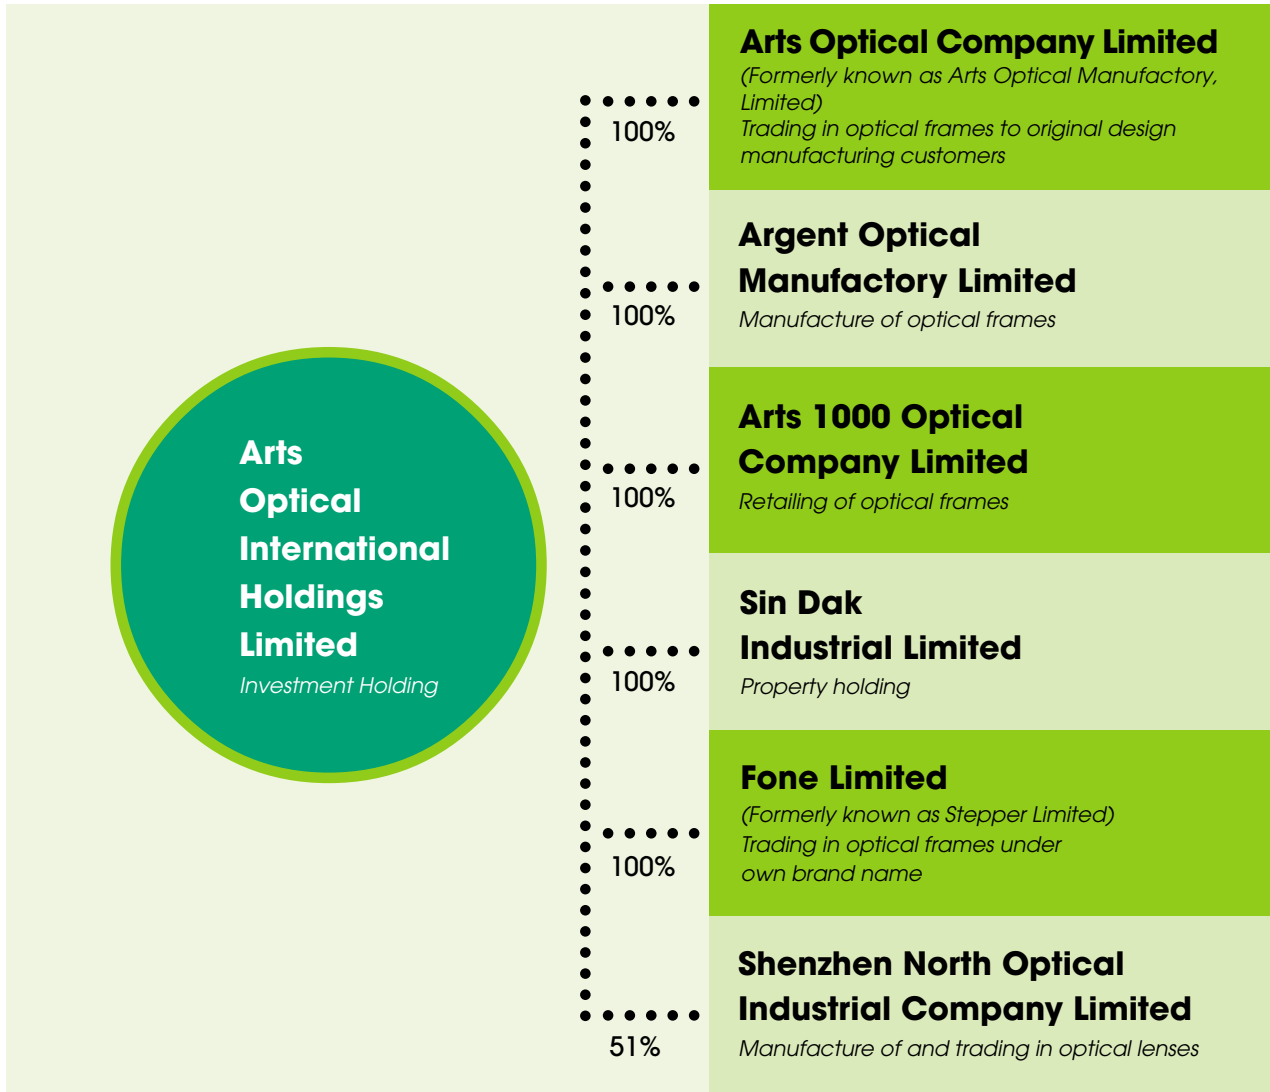 Arts
Optical
International
Holdings
Limited
Investment Holding
100%
Arts Optical Company Limited
(Formerly known as Arts Optical Manufactory,
Limited)
Trading in optical frames to original design
manufacturing customers
100%
Argent Optical
Manufactory Limited
Manufacture of optical frames
100%
Arts 1000 Optical
Company Limited
Retailing of optical frames
100%
Sin Dak
Industrial Limited
Property holding
100%
Fone Limited
(Formerly known as Stepper Limited)
Trading in optical frames under
own brand name
51%
Shenzhen North Optical
Industrial Company Limited
Manufacture of and trading in optical lenses